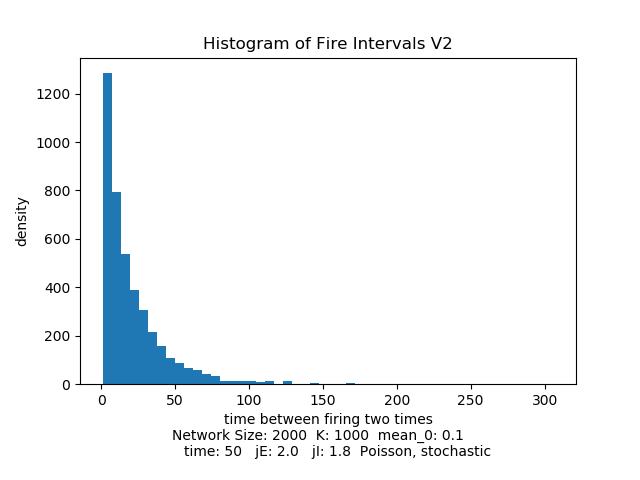 Histogram of Fire Intervals V2
1200
1000
800
600
400
200
0
density
0 50 100 150 200 250 300
time between firing two times
Network Size: 2000 K: 1000 mean_0: 0.1
time: 50 jE: 2.0 jI: 1.8 Poisson, stochastic